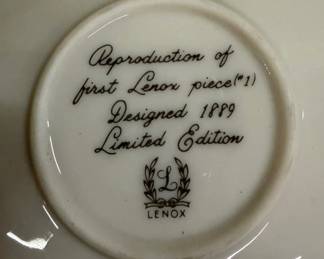 Reproduction of
first Lenox piece (#1)
Designed 1889
Limited Edition
L
LENOX